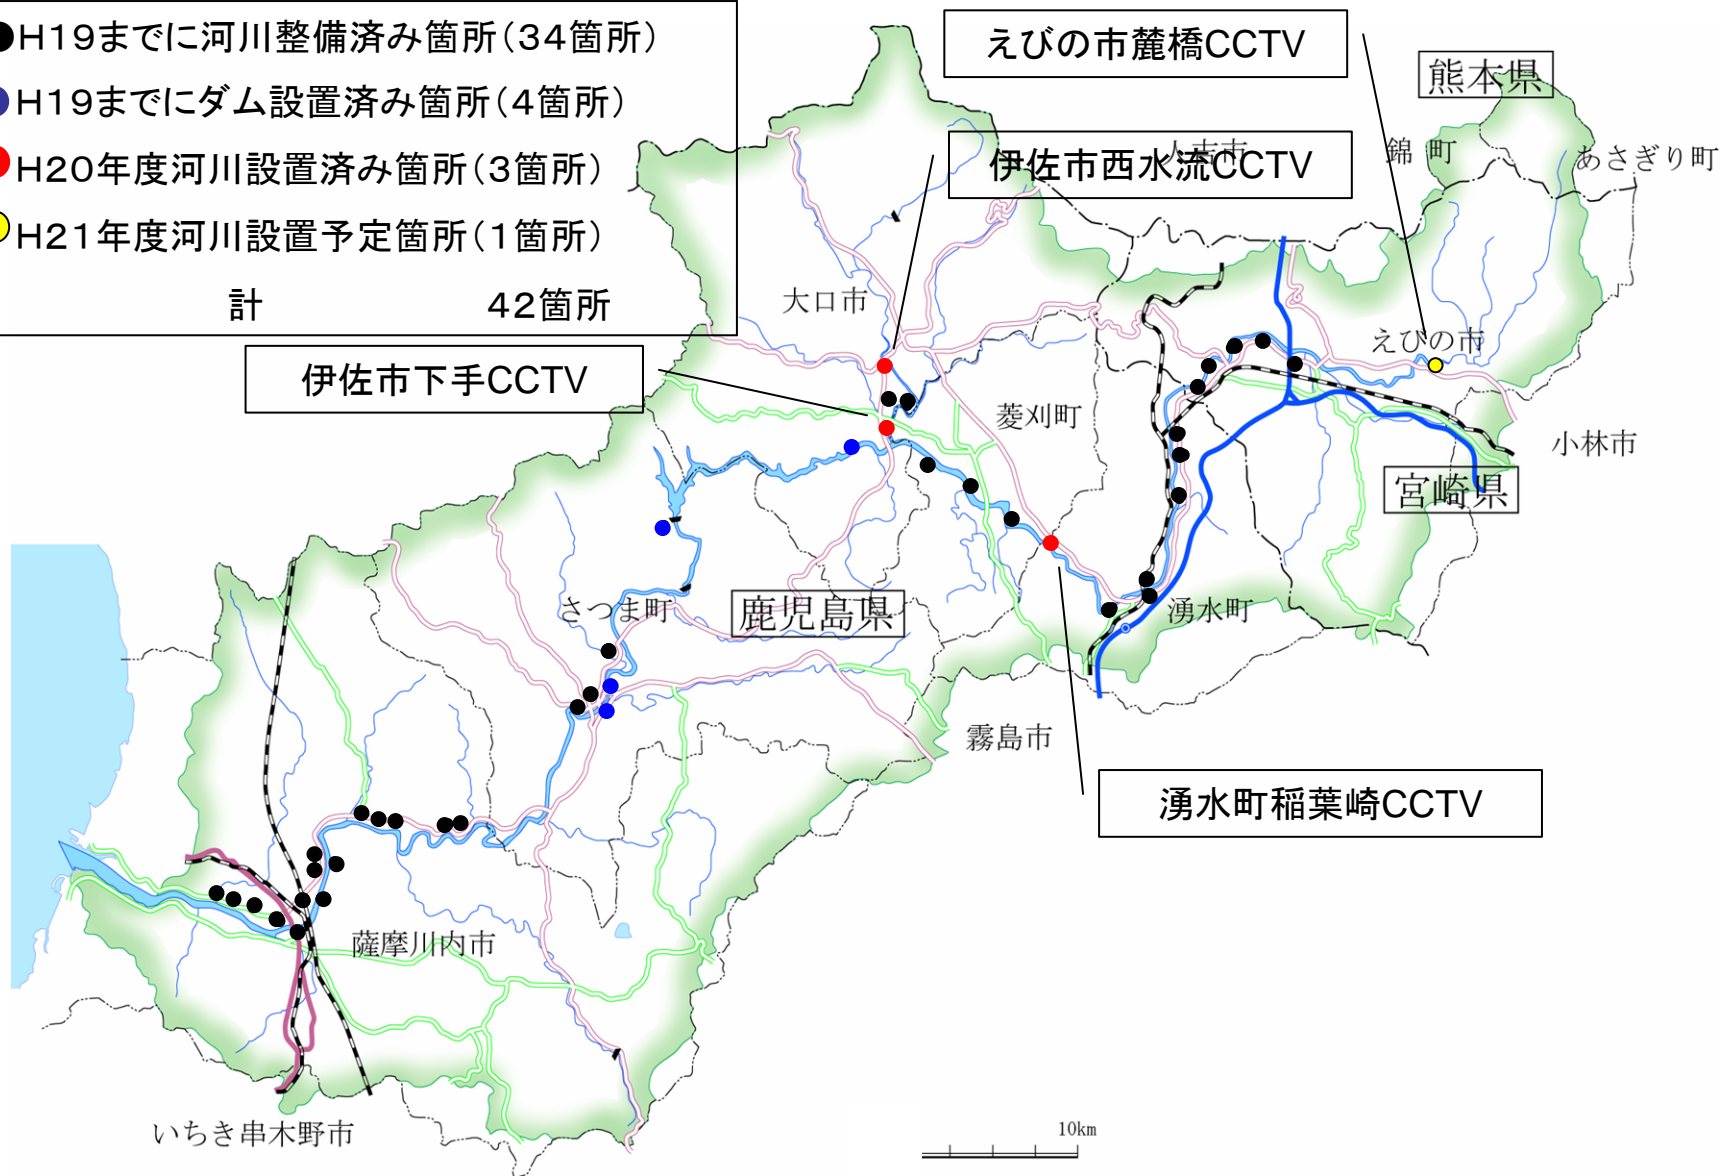 H19までに河川整備済み箇所(34箇所)
H19までにダム設置済み箇所(4箇所)
H20年度河川設置済み箇所(3箇所)
H21年度河川設置予定箇所(1箇所)
計 42箇所
えびの市麓橋CCTV
熊本県
伊佐市西水流CCTV
人吉市
錦 町
あさぎり町
大口市
えびの市
伊佐市下手CCTV
菱刈町
小林市
宮崎県
さつま町
鹿児島県
湧水町
霧島市
湧水町稲葉崎CCTV
薩摩川内市
いちき串木野市
10km